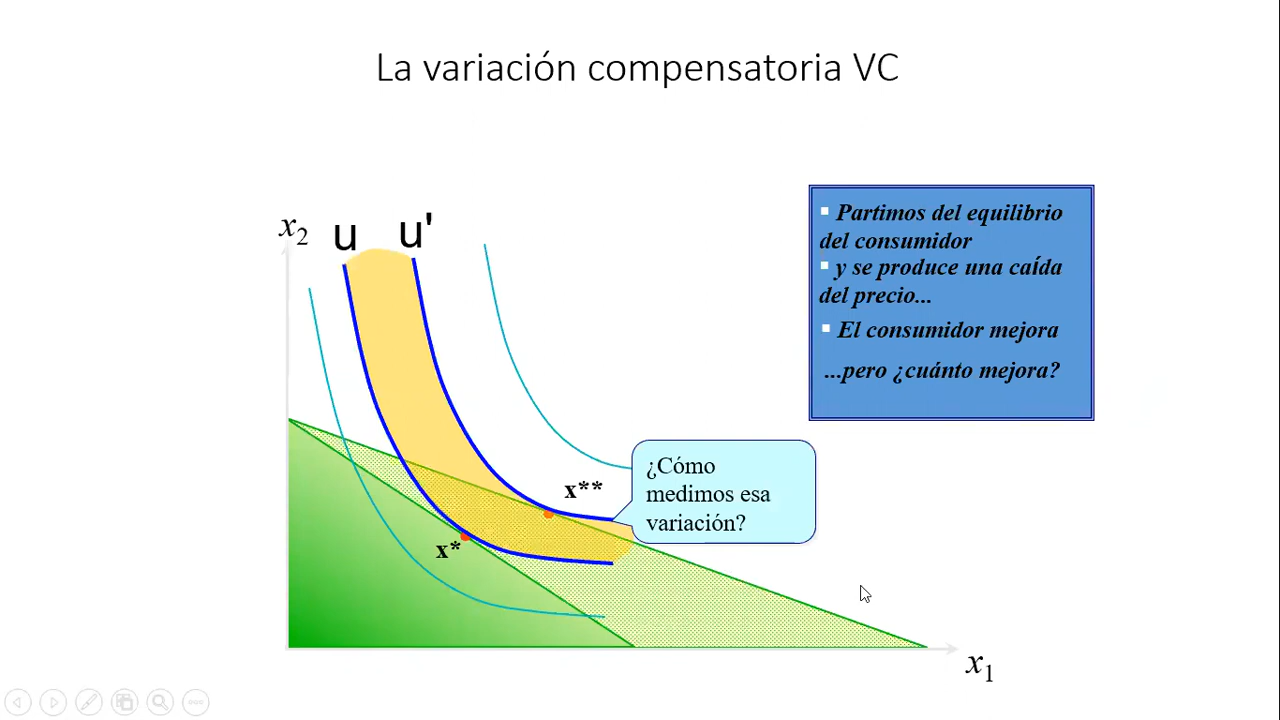 La variación compensatoria VC
x2
u
u'
▪ Partimos del equilibrio
del consumidor
▪ y se produce una caída
del precio...
▪ El consumidor mejora
...pero ¿cuánto mejora?
¿Cómo
medimos esa
variación?
x**
x*
x1